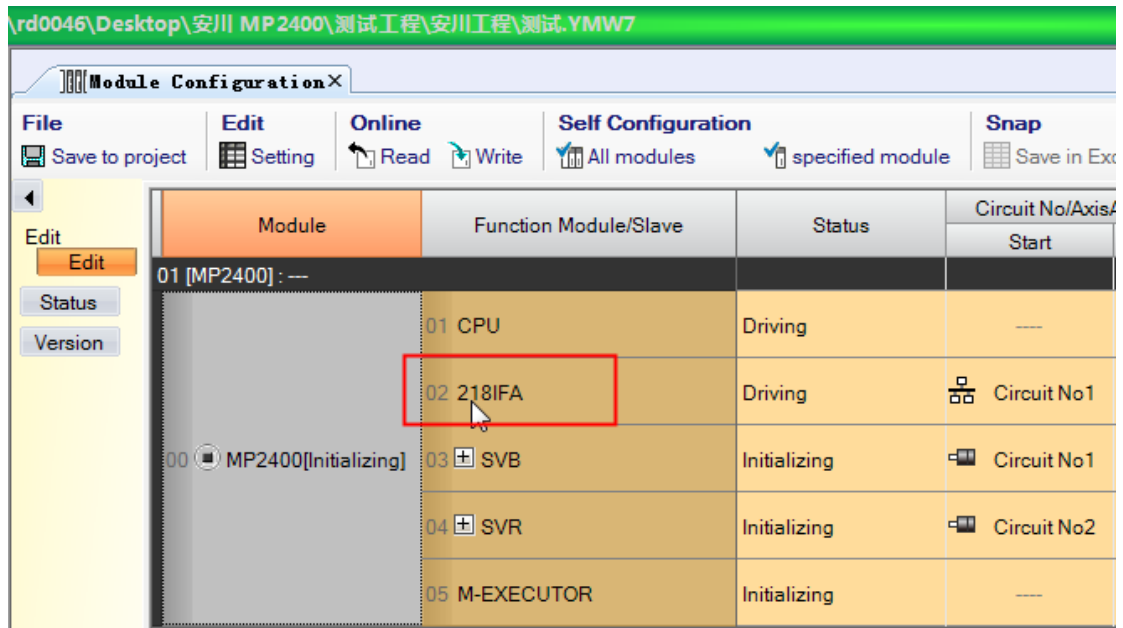 \rd0046\Desktop\安川 MP2400\测试工程\安川工程\测试.YMW7
Module Configuration×
File Edit Online Self Configuration Snap
Save to project Setting Read Write All modules specified module Save in Exc
Edit
Edit
Status
Version
Module Function Module/Slave Status Circuit No/AxisA
Start
01 [MP2400] : ---
00 MP2400[Initializing]
01 CPU Driving ----
02 218IFA Driving Circuit No1
03 + SVB Initializing Circuit No1
04 + SVR Initializing Circuit No2
05 M-EXECUTOR Initializing ----